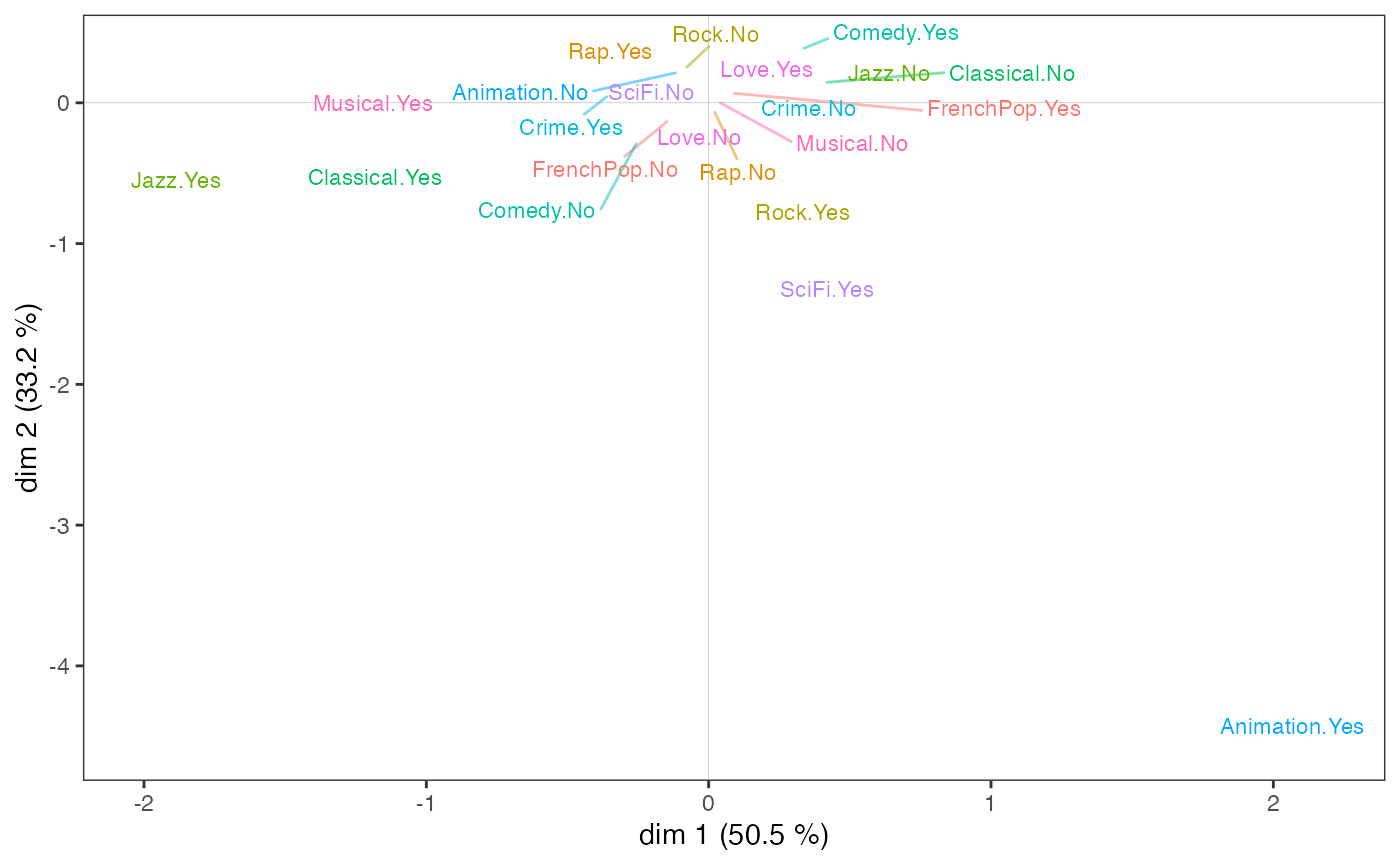 Rock.No
Comedy.Yes
Rap.Yes
Love.Yes
Jazz.No
Classical.No
Animation.No
SciFi.No
Musical.Yes
Crime.No
FrenchPop.Yes
Crime.Yes
Love.No
Musical.No
FrenchPop.No
Rap.No
Jazz.Yes
Classical.Yes
Comedy.No
Rock.Yes
SciFi.Yes
Animation.Yes
0
-1
-2
-3
-4
dim 2 (33.2 %)
-2
-1
0
1
2
dim 1 (50.5 %)